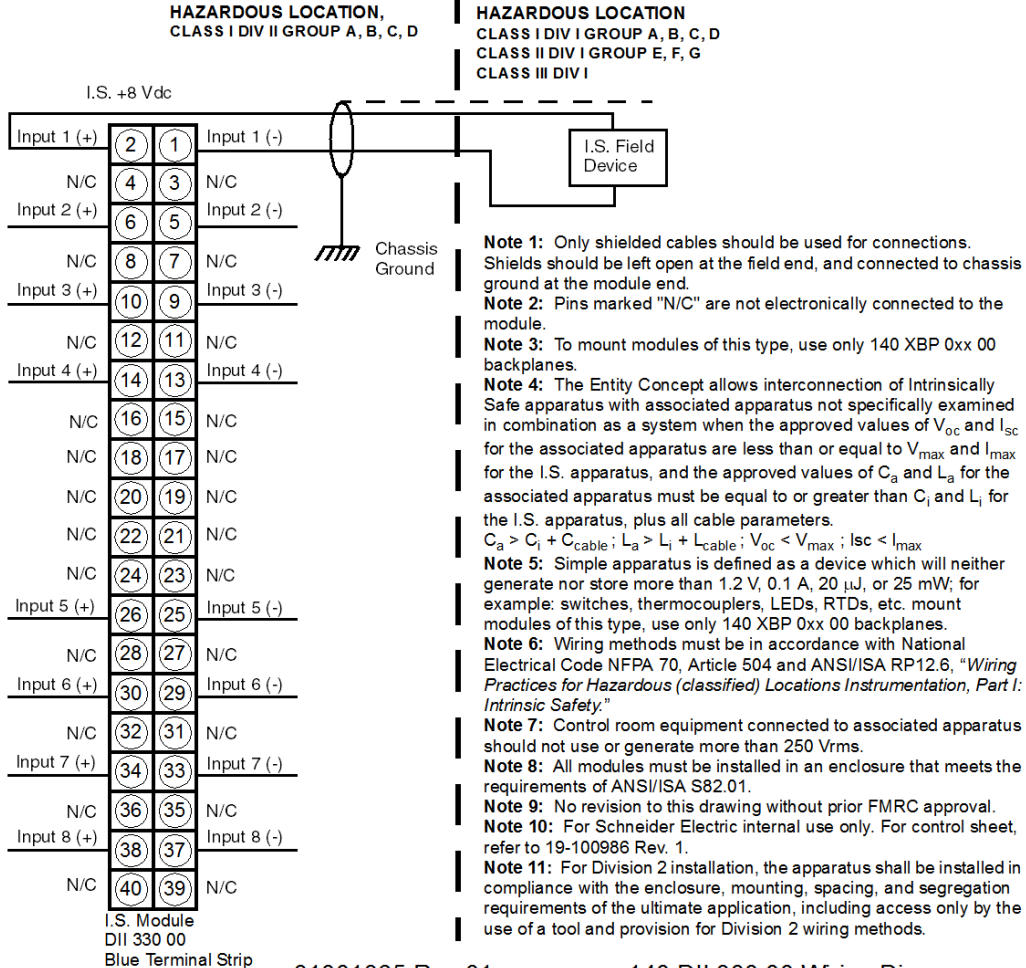 HAZARDOUS LOCATION,
CLASS I DIV II GROUP A, B, C, D
HAZARDOUS LOCATION
CLASS I DIV I GROUP A, B, C, D
CLASS II DIV I GROUP E, F, G
CLASS III DIV I
I.S. +8 Vdc
Input 1 (+) 2 1 Input 1 (-)
I.S. Field
Device
N/C 4 3 N/C
Input 2 (+) 6 5 Input 2 (-)
N/C 8 7 N/C
Input 3 (+) 10 9 Input 3 (-)
N/C 12 11 N/C
Input 4 (+) 14 13 Input 4 (-)
N/C 16 15 N/C
N/C 18 17 N/C
N/C 20 19 N/C
N/C 22 21 N/C
N/C 24 23 N/C
Input 5 (+) 26 25 Input 5 (-)
N/C 28 27 N/C
Input 6 (+) 30 29 Input 6 (-)
N/C 32 31 N/C
Input 7 (+) 34 33 Input 7 (-)
N/C 36 35 N/C
Input 8 (+) 38 37 Input 8 (-)
N/C 40 39 N/C
I.S. Module
DII 330 00
Blue Terminal Strip
Chassis
Ground
Note 1: Only shielded cables should be used for connections.
Shields should be left open at the field end, and connected to chassis
ground at the module end.
Note 2: Pins marked "N/C" are not electronically connected to the
module.
Note 3: To mount modules of this type, use only 140 XBP 0xx 00
backplanes.
Note 4: The Entity Concept allows interconnection of Intrinsically
Safe apparatus with associated apparatus not specifically examined
in combination as a system when the approved values of Voc and Isc
for the associated apparatus are less than or equal to Vmax and Imax
for the I.S. apparatus, and the approved values of Ca and La for the
associated apparatus must be equal to or greater than Ci and Li for
the I.S. apparatus, plus all cable parameters.
Ca > Ci + Ccable ; La > Li + Lcable ; Voc < Vmax ; Isc < Imax
Note 5: Simple apparatus is defined as a device which will neither
generate nor store more than 1.2 V, 0.1 A, 20 µJ, or 25 mW; for
example: switches, thermocouplers, LEDs, RTDs, etc. mount
modules of this type, use only 140 XBP 0xx 00 backplanes.
Note 6: Wiring methods must be in accordance with National
Electrical Code NFPA 70, Article 504 and ANSI/ISA RP12.6, “Wiring
Practices for Hazardous (classified) Locations Instrumentation, Part I:
Intrinsic Safety.”
Note 7: Control room equipment connected to associated apparatus
should not use or generate more than 250 Vrms.
Note 8: All modules must be installed in an enclosure that meets the
requirements of ANSI/ISA S82.01.
Note 9: No revision to this drawing without prior FMRC approval.
Note 10: For Schneider Electric internal use only. For control sheet,
refer to 19-100986 Rev. 1.
Note 11: For Division 2 installation, the apparatus shall be installed in
compliance with the enclosure, mounting, spacing, and segregation
requirements of the ultimate application, including access only by the
use of a tool and provision for Division 2 wiring methods.